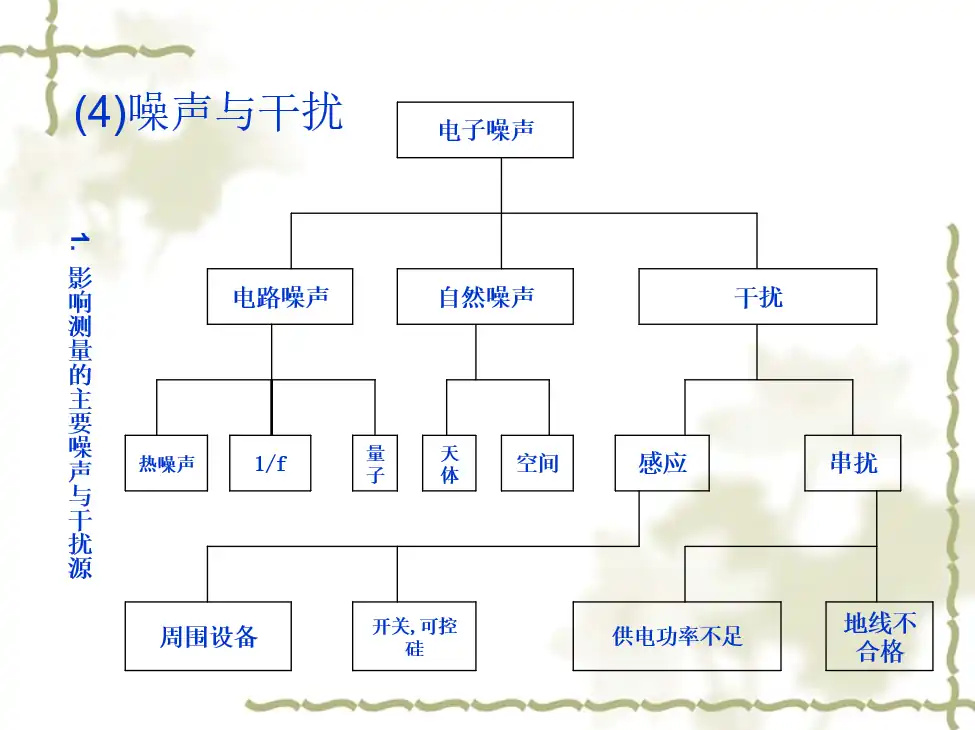 (4)噪声与干扰
1. 影响测量的主要噪声与干扰源
电子噪声
电路噪声
自然噪声
干扰
热噪声
1/f
量
子
天
体
空间
感应
串扰
周围设备
开关,可控
硅
供电功率不足
地线不
合格